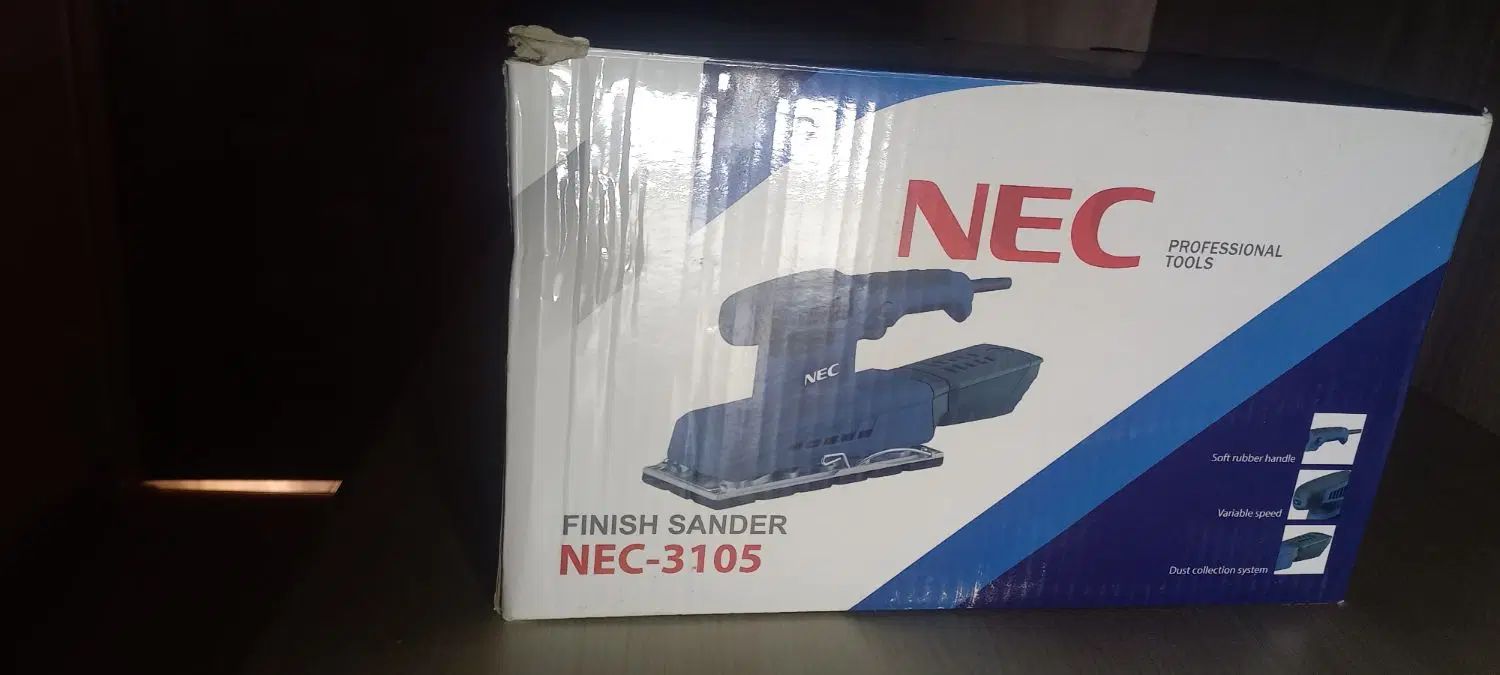 NEC PROFESSIONAL
TOOLS
NEC
FINISH SANDER
NEC-3105
Soft rubber handle
Variable speed
Dust collection system